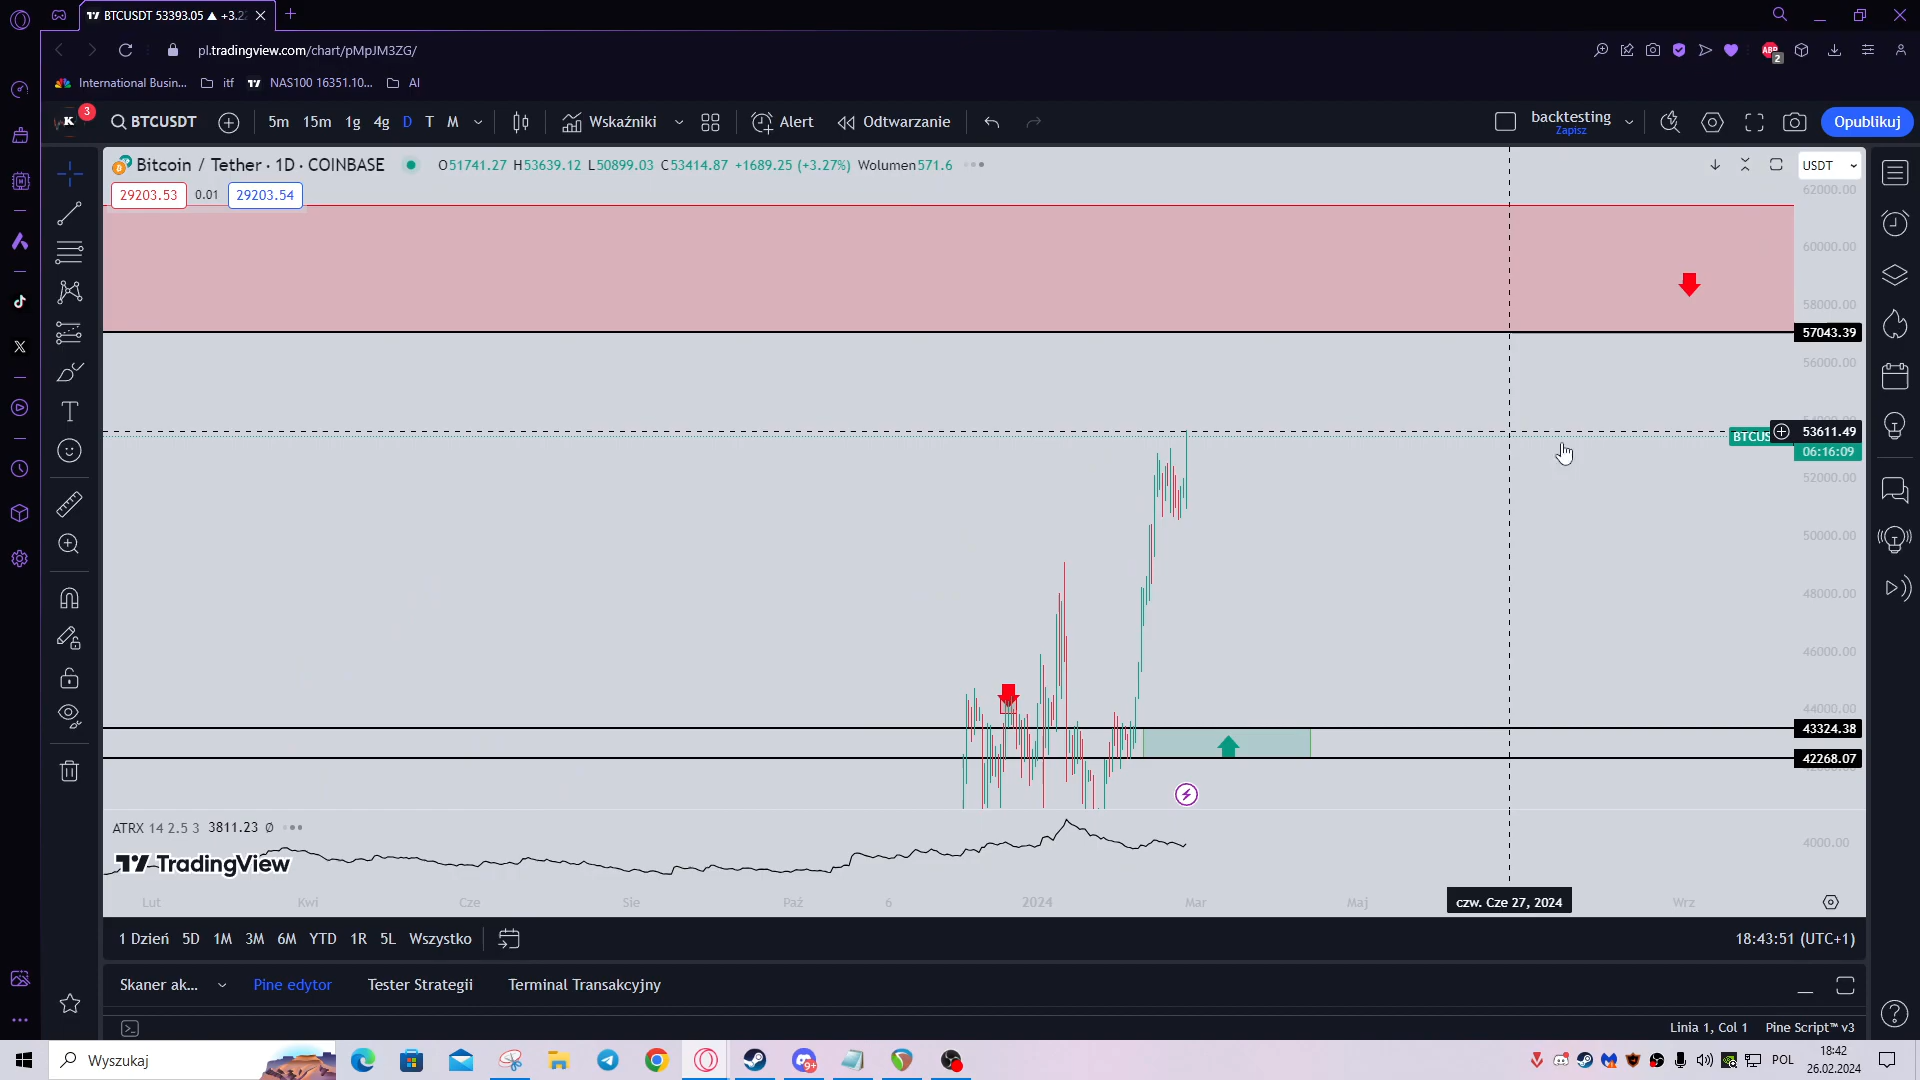 BTCUSDT 53393.05 ▲ +3.2
pl.tradingview.com/chart/pMpJM3ZG/
ABP 2
International Busin... itf NAS100 16351.10... AI
K 3 BTCUSDT 5m 15m 1g 4g D T M Wskaźniki Alert Odtwarzanie backtesting Zapisz Opublikuj
Bitcoin / Tether · 1D · COINBASE O51741.27 H53639.12 L50899.03 C53414.87 +1689.25 (+3.27%) Wolumen571.6 USDT
29203.53 0.01 29203.54
62000.00
60000.00
58000.00
57043.39
56000.00
BTCUS 53611.49
06:16:09
52000.00
50000.00
48000.00
46000.00
44000.00
43324.38
42268.07
ATRX 14 2.5 3 3811.23 Ø
4000.00
TradingView
Lut Kwi Cze Sie Paź 6 2024 Mar Maj czw. Cze 27, 2024 Wrz
1 Dzień 5D 1M 3M 6M YTD 1R 5L Wszystko 18:43:51 (UTC+1)
Skaner ak... Pine edytor Tester Strategii Terminal Transakcyjny
Linia 1, Col 1 Pine Script™ v3
Wyszukaj 9+ POL 18:42
26.02.2024